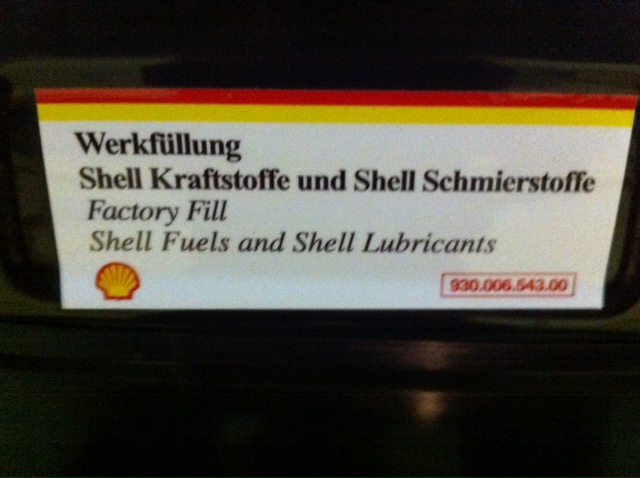 Werkfüllung
Shell Kraftstoffe und Shell Schmierstoffe
Factory Fill
Shell Fuels and Shell Lubricants
930.006.543.00